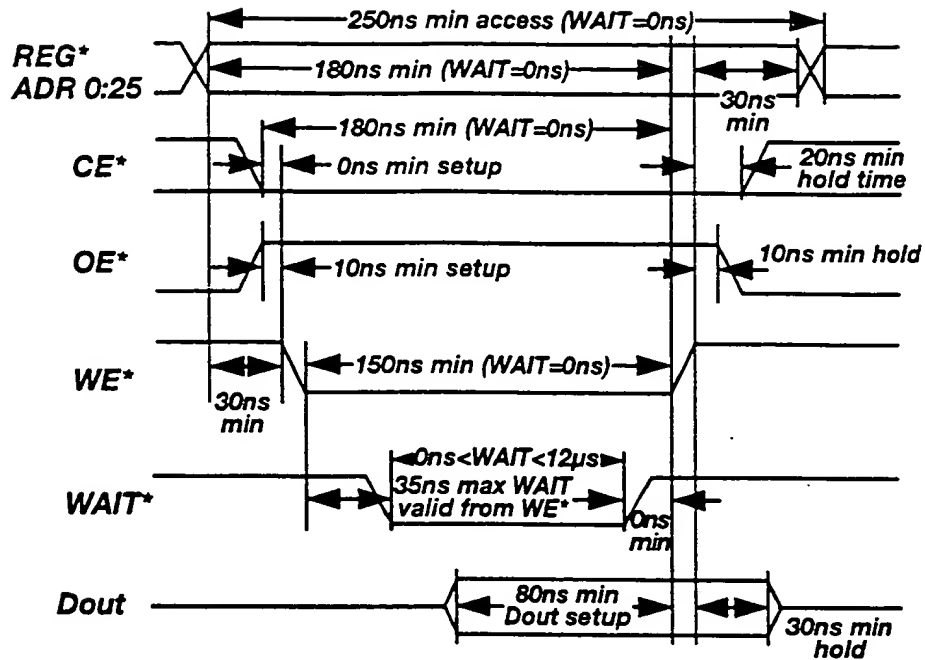 250ns min access (WAIT=0ns)
REG*
ADR 0:25
180ns min (WAIT=0ns)
30ns
min
180ns min (WAIT=0ns)
CE*
0ns min setup
20ns min
hold time
OE*
10ns min setup
10ns min hold
WE*
150ns min (WAIT=0ns)
30ns
min
0ns<WAIT<12µs
WAIT*
35ns max WAIT
valid from WE*
0ns
min
Dout
80ns min
Dout setup
30ns min
hold